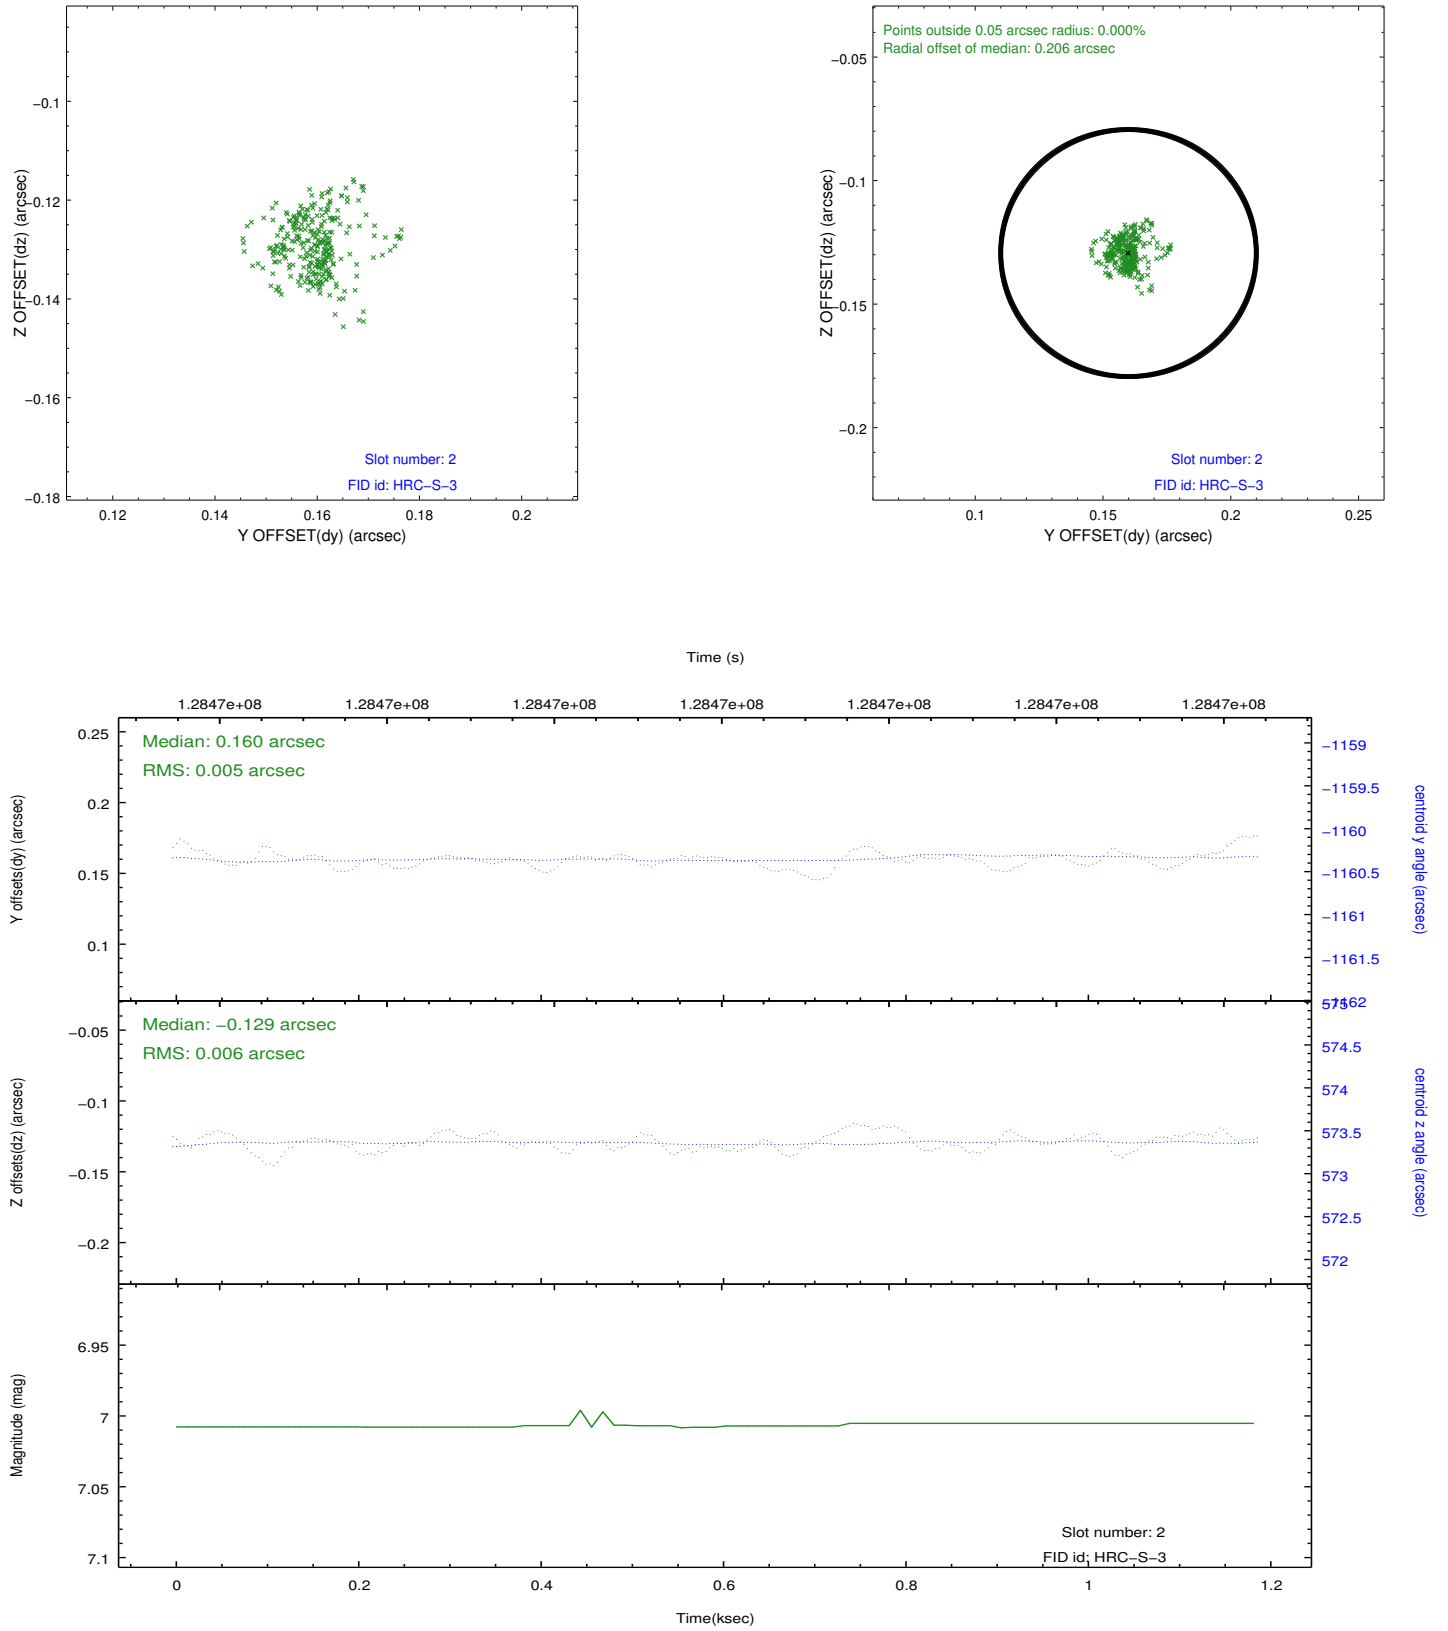 −0.1
−0.12
−0.14
−0.16
−0.18
Z OFFSET(dz) (arcsec)
0.12 0.14 0.16 0.18 0.2
Y OFFSET(dy) (arcsec)
Slot number: 2
FID id: HRC−S−3
Points outside 0.05 arcsec radius: 0.000%
Radial offset of median: 0.206 arcsec
−0.05
−0.1
−0.15
−0.2
Z OFFSET(dz) (arcsec)
0.1 0.15 0.2 0.25
Y OFFSET(dy) (arcsec)
Slot number: 2
FID id: HRC−S−3
Time (s)
1.2847e+08 1.2847e+08 1.2847e+08 1.2847e+08 1.2847e+08 1.2847e+08 1.2847e+08
Median: 0.160 arcsec
RMS: 0.005 arcsec
0.25
0.2
0.15
0.1
Y offsets(dy) (arcsec)
−1159
−1159.5
−1160
−1160.5
−1161
−1161.5
−1162
centroid y angle (arcsec)
Median: −0.129 arcsec
RMS: 0.006 arcsec
−0.05
−0.1
−0.15
−0.2
Z offsets(dz) (arcsec)
575
574.5
574
573.5
573
572.5
572
centroid z angle (arcsec)
6.95
7
7.05
7.1
Magnitude (mag)
Slot number: 2
FID id: HRC−S−3
0 0.2 0.4 0.6 0.8 1 1.2
Time(ksec)